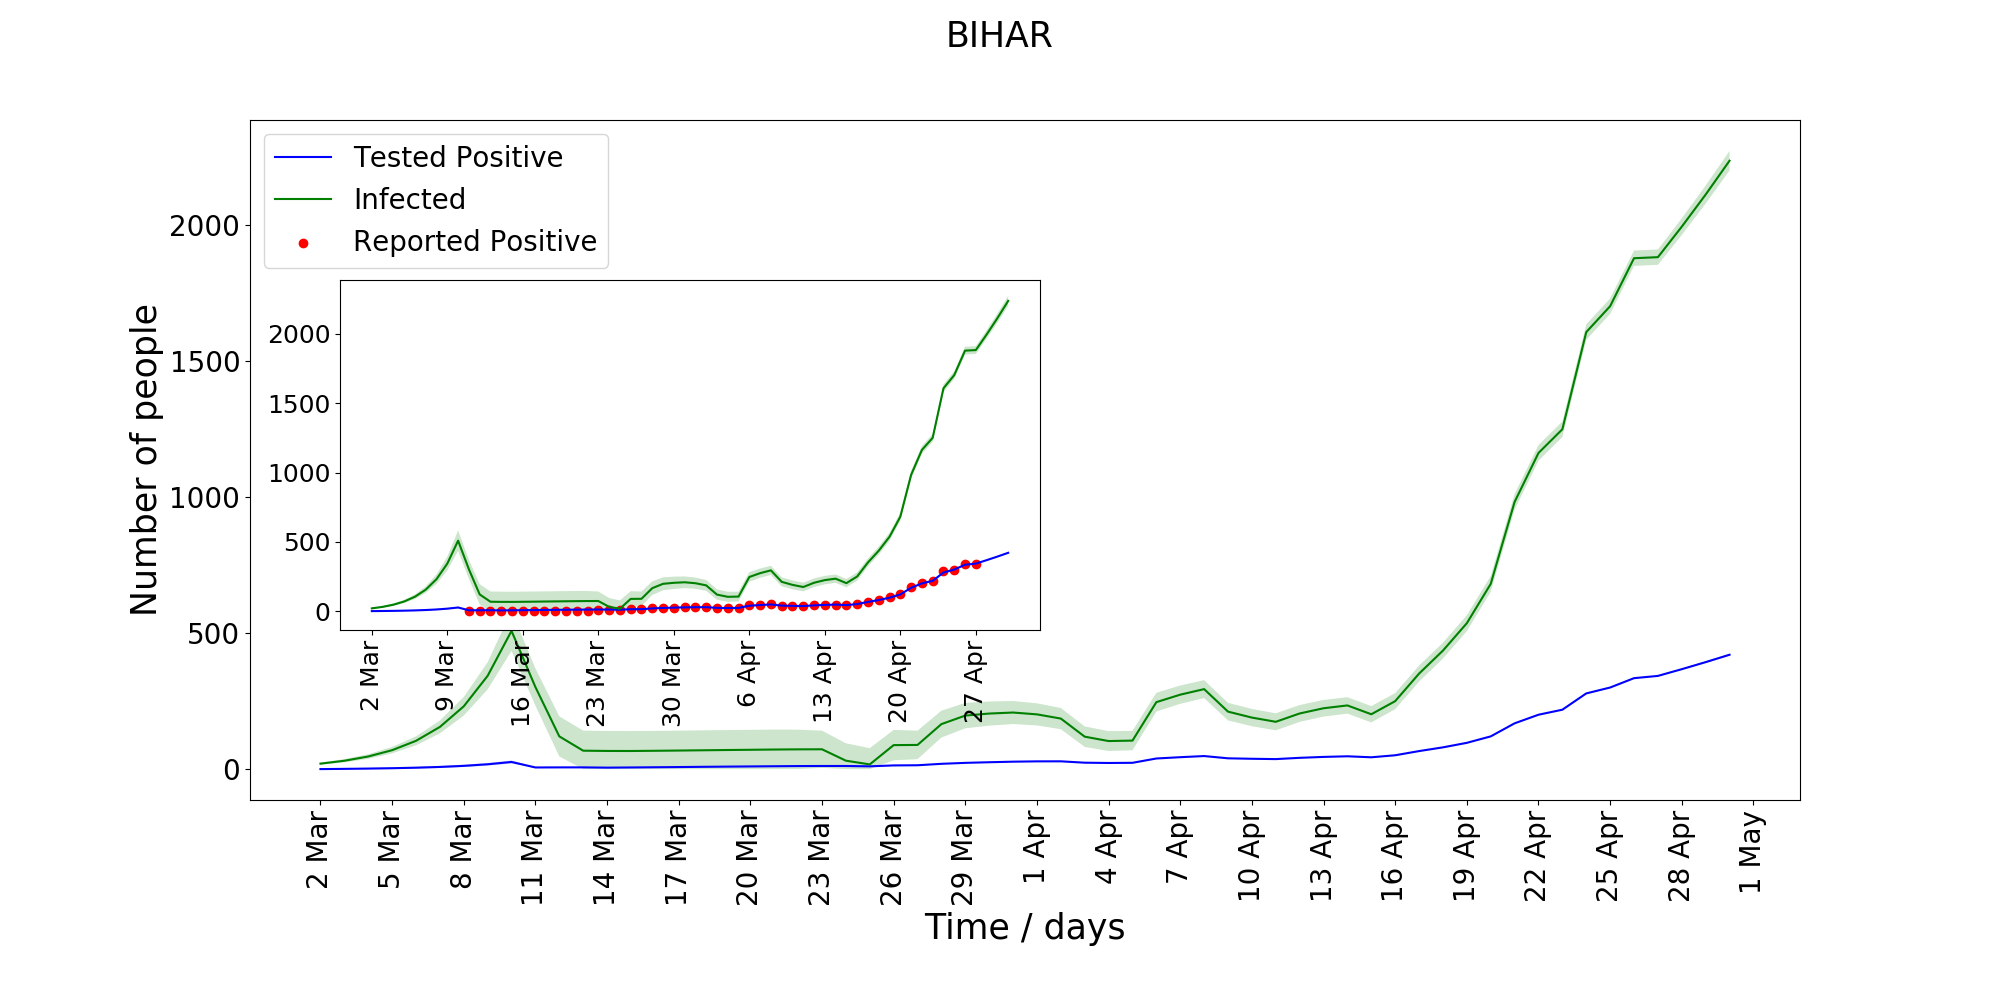 BIHAR
Tested Positive
Infected
Reported Positive
Number of people
2000
1500
1000
500
0
2000
1500
1000
500
0
2 Mar
9 Mar
16 Mar
23 Mar
30 Mar
6 Apr
13 Apr
20 Apr
27 Apr
2 Mar
5 Mar
8 Mar
11 Mar
14 Mar
17 Mar
20 Mar
23 Mar
26 Mar
29 Mar
1 Apr
4 Apr
7 Apr
10 Apr
13 Apr
16 Apr
19 Apr
22 Apr
25 Apr
28 Apr
1 May
Time / days